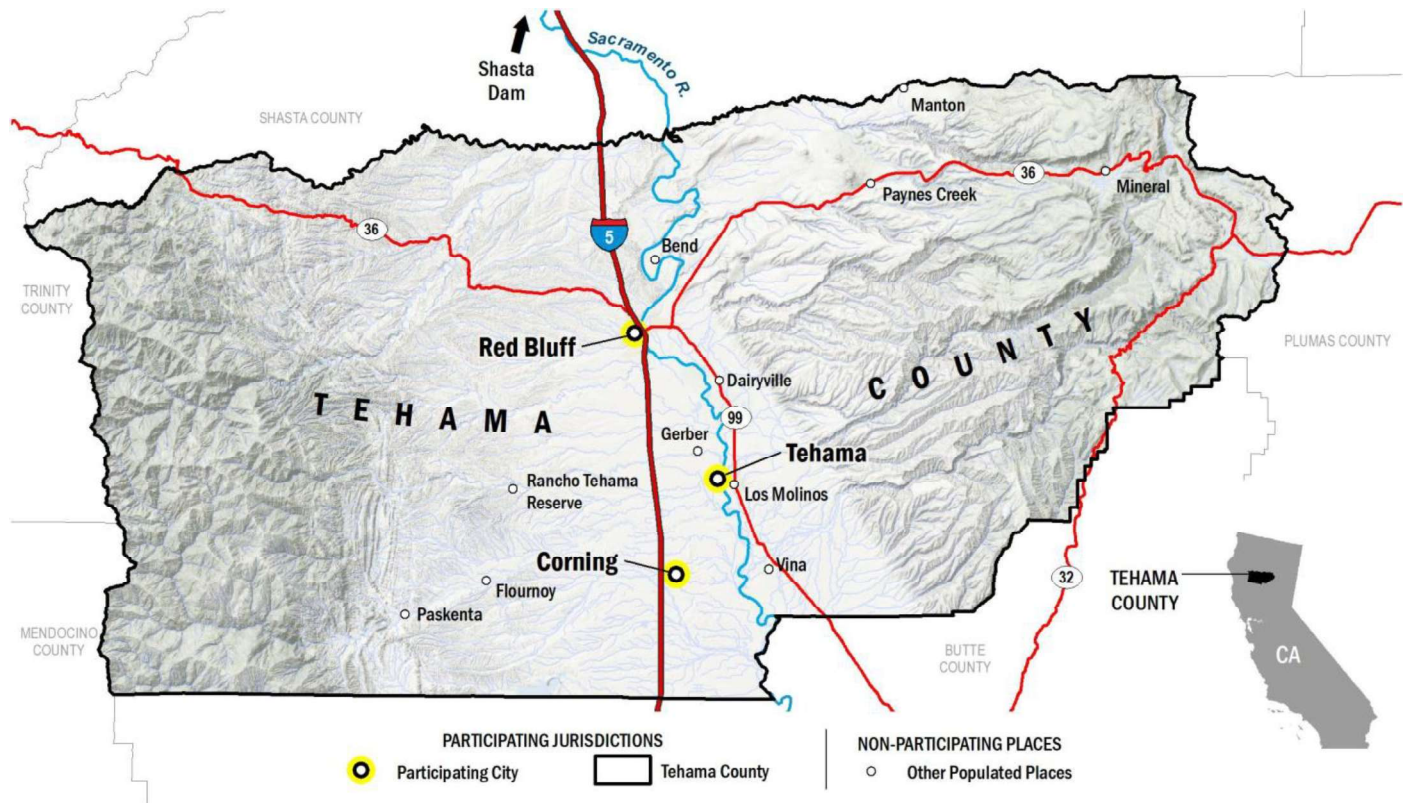 Sacramento R.
Shasta
Dam
SHASTA COUNTY
Manton
36
Mineral
Paynes Creek
36
5
Bend
TRINITY
COUNTY
Red Bluff
PLUMAS COUNTY
COUNTY
Dairyville
TEHAMA
99
Gerber
Tehama
Rancho Tehama
Reserve
Los Molinos
Corning
Vina
32
TEHAMA
COUNTY
Flournoy
Paskenta
MENDOCINO
COUNTY
BUTTE
COUNTY
CA
PARTICIPATING JURISDICTIONS
Participating City
Tehama County
NON-PARTICIPATING PLACES
Other Populated Places